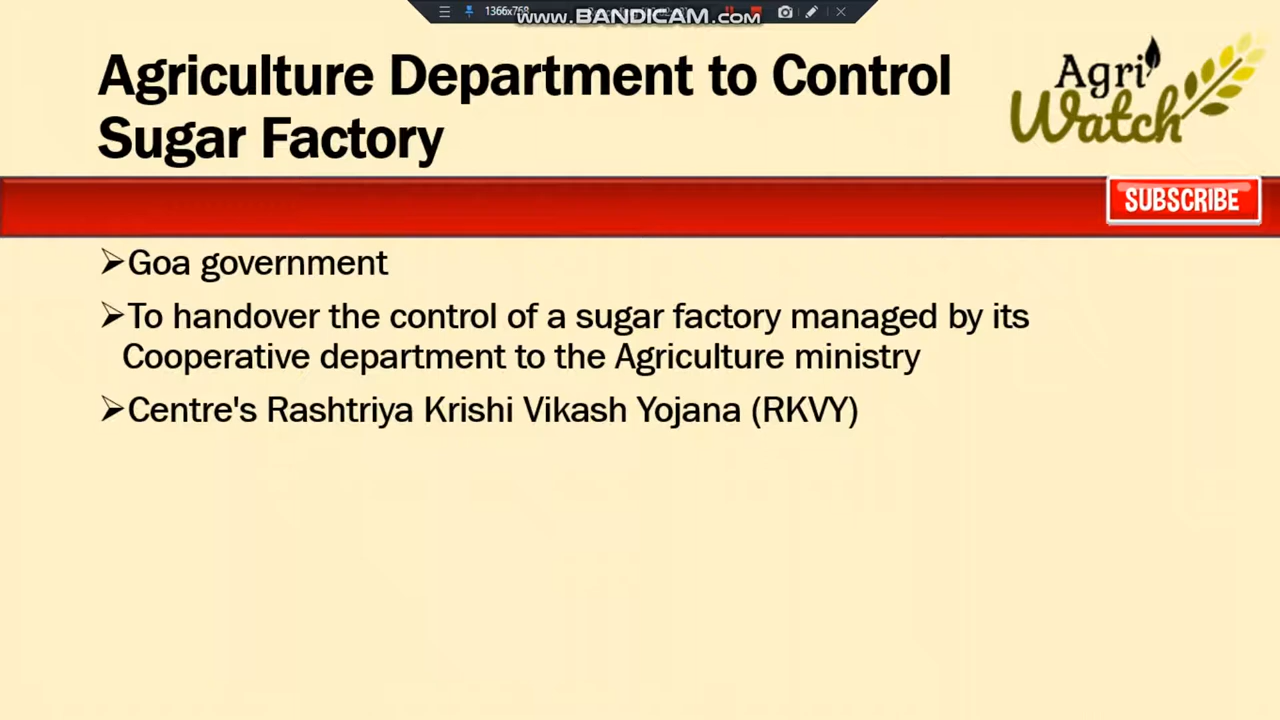 1366x768
www.BANDICAM.com
Agriculture Department to Control
Sugar Factory
Agri
Watch
SUBSCRIBE
➢Goa government
➢To handover the control of a sugar factory managed by its
Cooperative department to the Agriculture ministry
➢Centre's Rashtriya Krishi Vikash Yojana (RKVY)